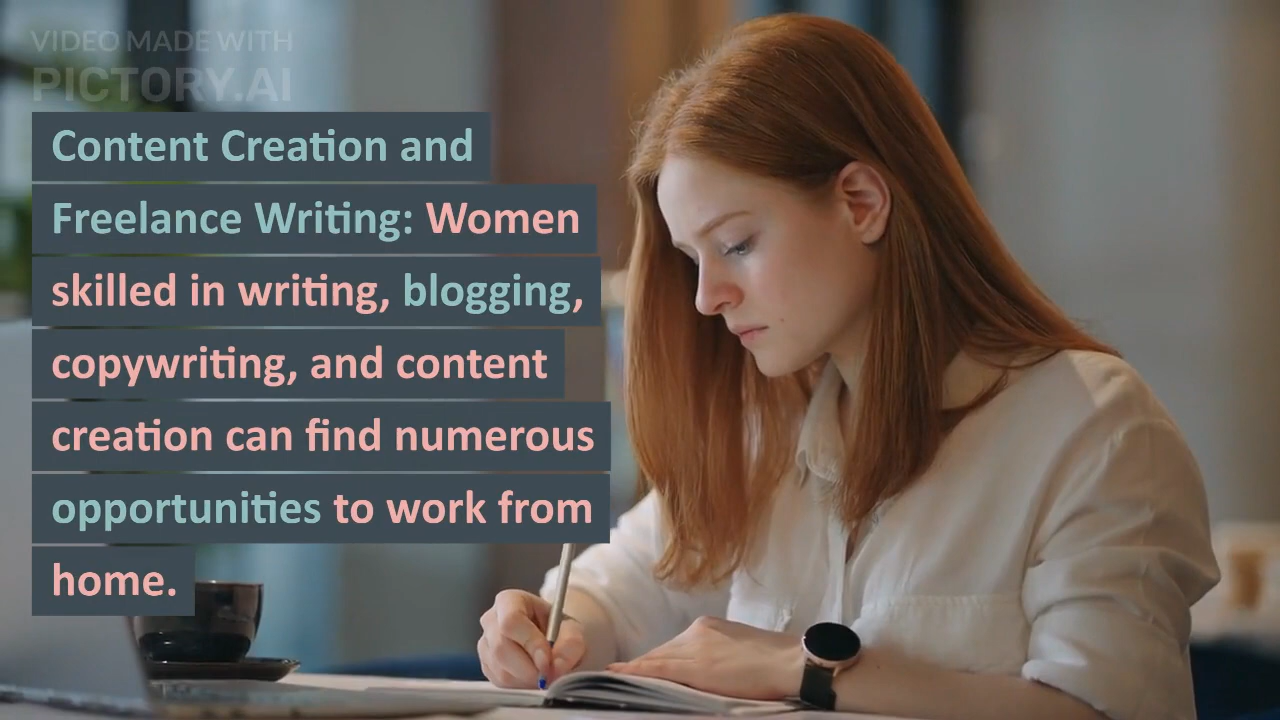 VIDEO MADE WITH
PICTORY.AI
Content Creation and
Freelance Writing: Women
skilled in writing, blogging,
copywriting, and content
creation can find numerous
opportunities to work from
home.